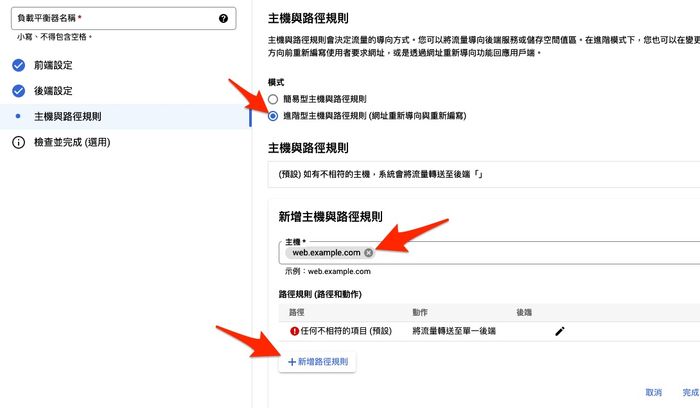 負載平衡器名稱 *
小寫、不得包含空格。
前端設定
後端設定
主機與路徑規則
檢查並完成 (選用)
主機與路徑規則
主機與路徑規則會決定流量的導向方式。您可以將流量導向後端服務或儲存空間值區。在進階模式下，您也可以在變更
方向前重新編寫使用者要求網址，或是透過網址重新導向功能回應用戶端。
模式
簡易型主機與路徑規則
進階型主機與路徑規則 (網址重新導向與重新編寫)
主機與路徑規則
(預設) 如有不相符的主機，系統會將流量轉送至後端「」
新增主機與路徑規則
主機 *
web.example.com
示例：web.example.com
路徑規則 (路徑和動作)
路徑 動作 後端
任何不相符的項目 (預設) 將流量轉送至單一後端
+ 新增路徑規則
取消 完成